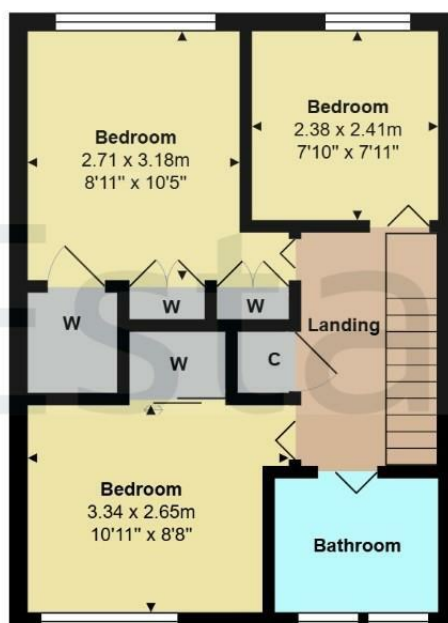 Bedroom
2.71 x 3.18m
8'11" x 10'5"
Bedroom
2.38 x 2.41m
7'10" x 7'11"
W
W
W
W
C
Landing
Bedroom
3.34 x 2.65m
10'11" x 8'8"
Bathroom
Esta